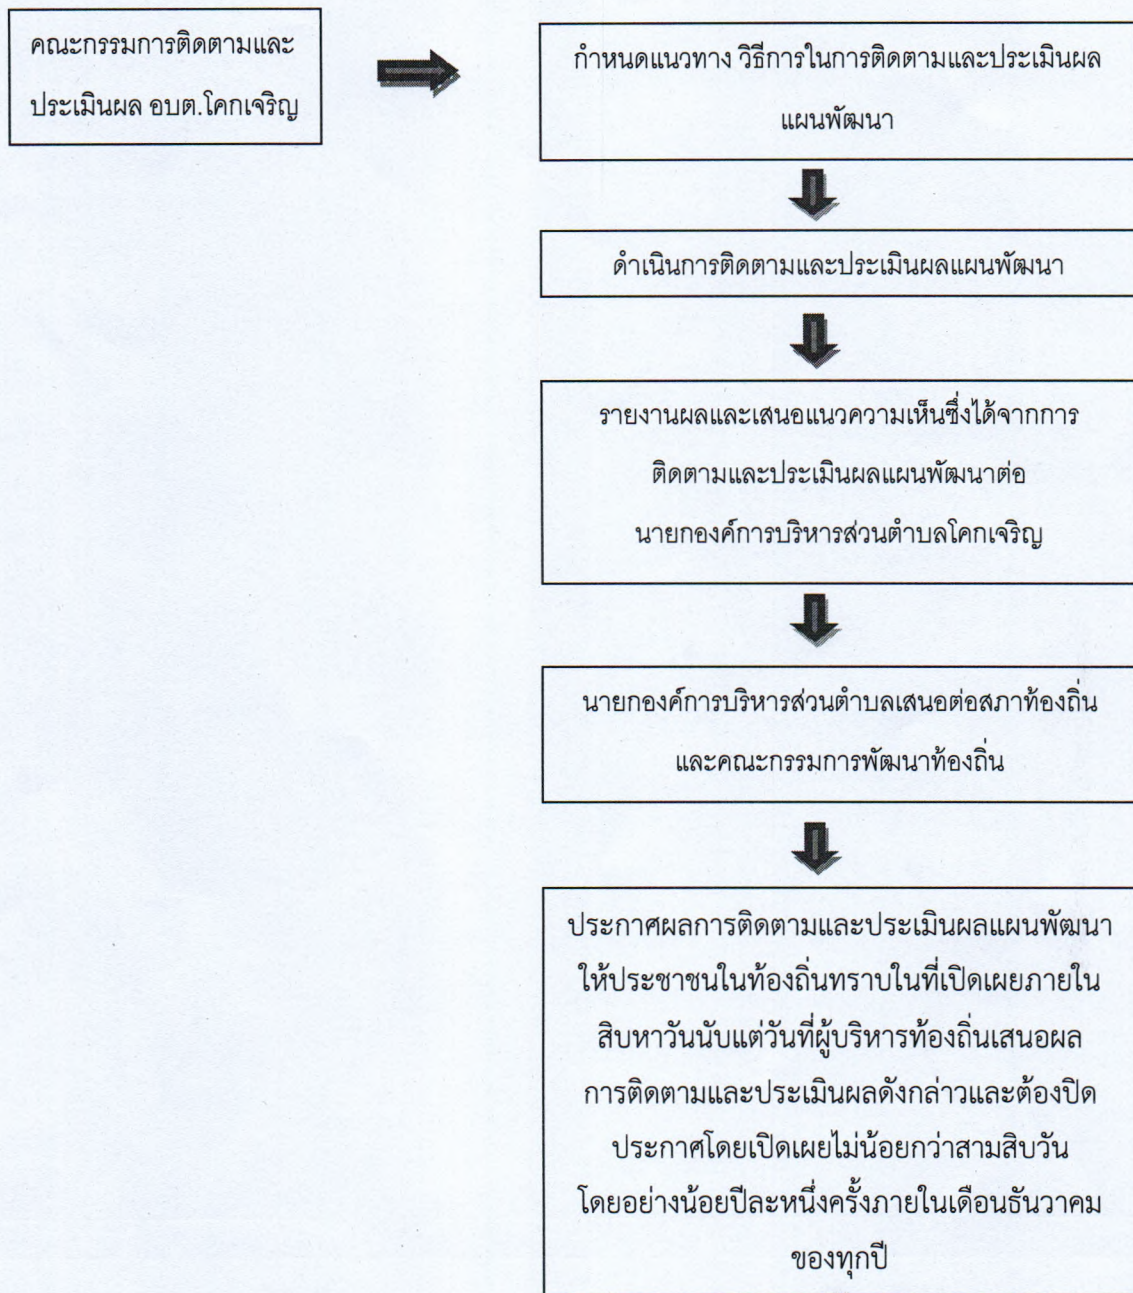 คณะกรรมการติดตามและ
ประเมินผล อบต.โคกเจริญ
กำหนดแนวทาง วิธีการในการติดตามและประเมินผล
แผนพัฒนา
ดำเนินการติดตามและประเมินผลแผนพัฒนา
รายงานผลและเสนอแนวความเห็นซึ่งได้จากการ
ติดตามและประเมินผลแผนพัฒนาต่อ
นายกองค์การบริหารส่วนตำบลโคกเจริญ
นายกองค์การบริหารส่วนตำบลเสนอต่อสภาท้องถิ่น
และคณะกรรมการพัฒนาท้องถิ่น
ประกาศผลการติดตามและประเมินผลแผนพัฒนา
ให้ประชาชนในท้องถิ่นทราบในที่เปิดเผยภายใน
สิบหาวันนับแต่วันที่ผู้บริหารท้องถิ่นเสนอผล
การติดตามและประเมินผลดังกล่าวและต้องปิด
ประกาศโดยเปิดเผยไม่น้อยกว่าสามสิบวัน
โดยอย่างน้อยปีละหนึ่งครั้งภายในเดือนธันวาคม
ของทุกปี